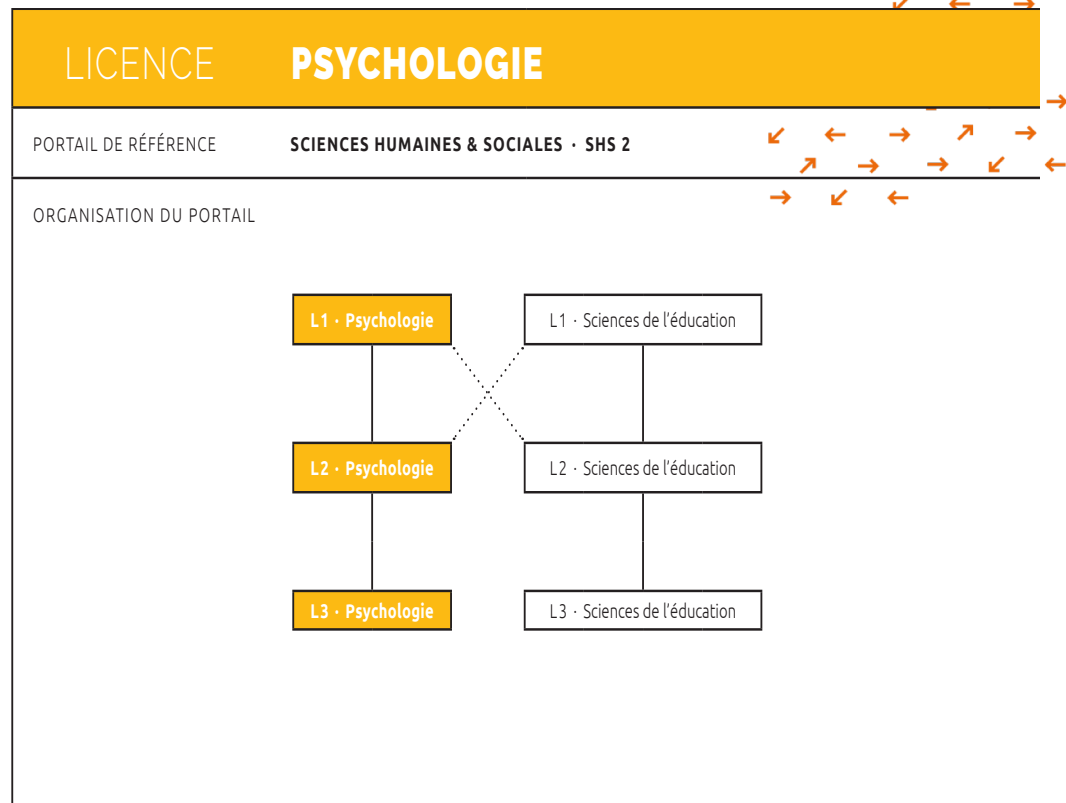 LICENCE PSYCHOLOGIE
PORTAIL DE RÉFÉRENCE SCIENCES HUMAINES & SOCIALES · SHS 2
ORGANISATION DU PORTAIL
L1 · Psychologie L1 · Sciences de l’éducation
L2 · Psychologie L2 · Sciences de l’éducation
L3 · Psychologie L3 · Sciences de l’éducation